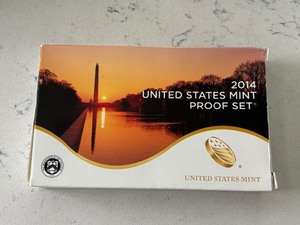 2014
UNITED STATES MINT
PROOF SET®
UNITED STATES MINT